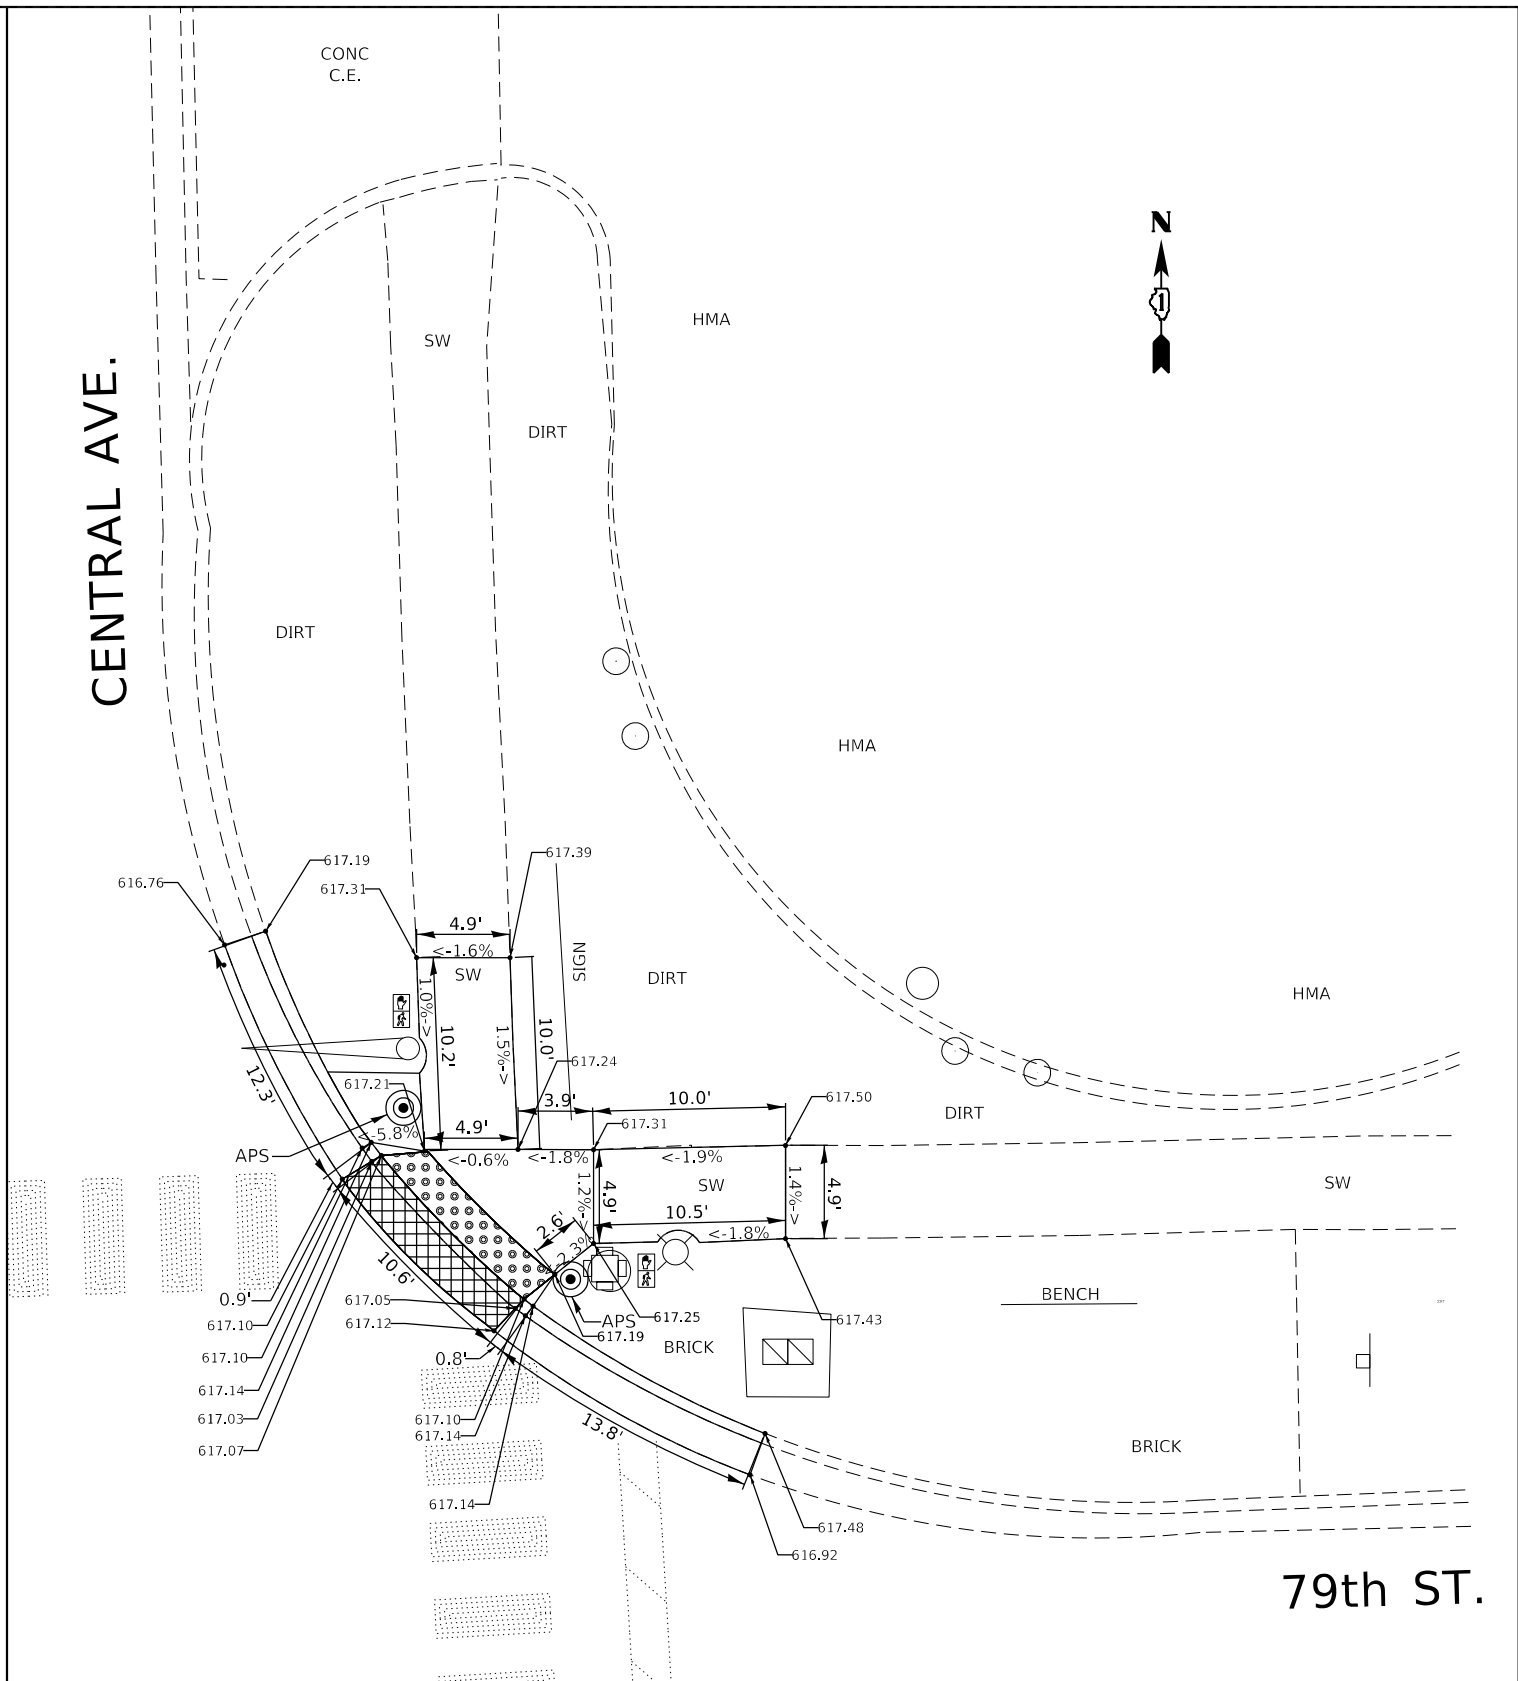 CONC
C.E.
N
1
SW
HMA
CENTRAL AVE.
DIRT
DIRT
HMA
617.19
616.76
617.31
617.39
4.9'
<-1.6%
SW
SIGN
DIRT
HMA
1.0%->
10.2'
1.5%->
10.0'
12.3'
617.21
617.24
3.9'
10.0'
617.50
DIRT
617.31
<-5.8%
4.9'
APS
<-0.6%
<-1.8%
<-1.9%
1.2%->
4.9'
SW
1.4%->
4.9'
SW
10.5'
<-1.8%
2.6'
2.3%
10.6'
0.9'
617.05
617.10
617.12
APS
617.25
617.19
617.43
BENCH
BRICK
617.10
0.8'
617.14
617.03
617.10
617.14
13.8'
617.07
BRICK
617.14
617.48
616.92
79th ST.